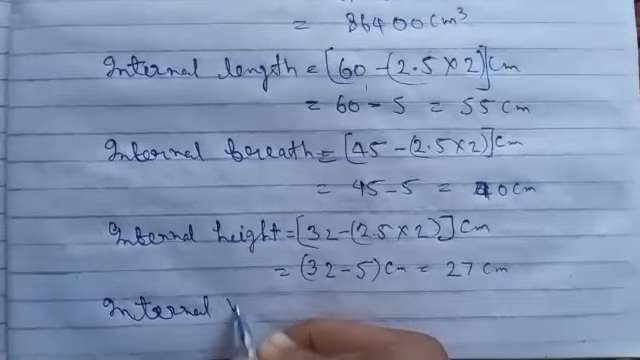 = 86400 cm³
Internal length = [60 - (2.5 × 2)] cm
= 60 - 5 = 55 cm
Internal breath = [45 - (2.5 × 2)] cm
= 45 - 5 = 40 cm
Internal height = [32 - (2.5 × 2)] cm
= (32 - 5) cm = 27 cm
Internal